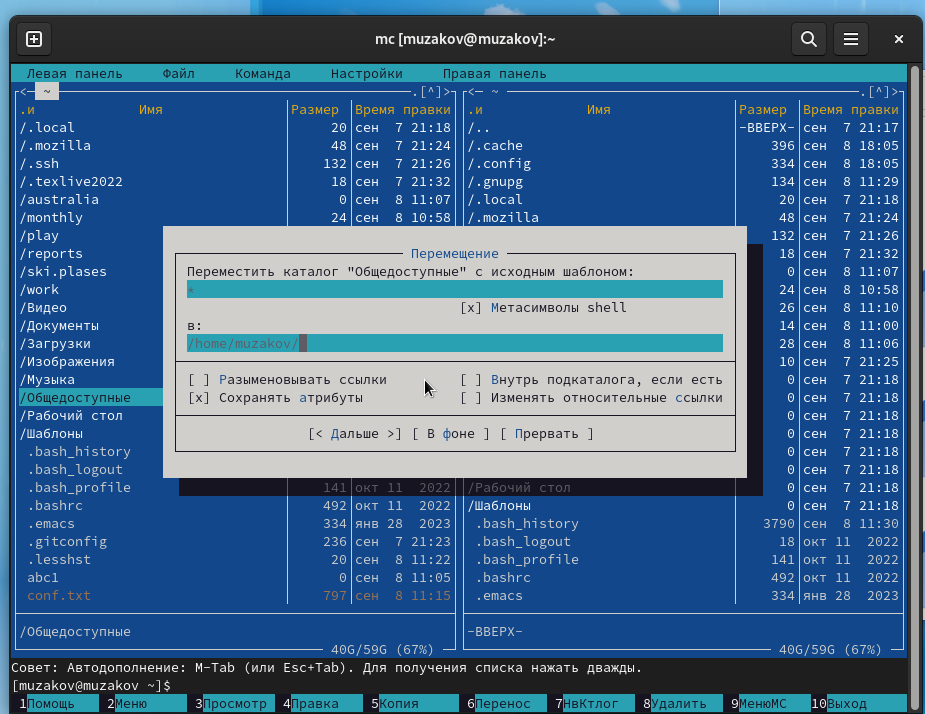 mc [muzakov@muzakov]:~
Левая панель Файл Команда Настройки Правая панель
<─ ~ .[^]> <─ ~ .[^]>
.и Имя Размер Время правки .и Имя Размер Время правки
/.local 20 сен 7 21:18 /.. -ВВЕРХ- сен 7 21:17
/.mozilla 48 сен 7 21:24 /.cache 396 сен 8 18:05
/.ssh 132 сен 7 21:26 /.config 334 сен 8 18:05
/.texlive2022 18 сен 7 21:32 /.gnupg 134 сен 8 11:29
/australia 0 сен 8 11:07 /.local 20 сен 7 21:18
/monthly 24 сен 8 10:58 /.mozilla 48 сен 7 21:24
/play 132 сен 7 21:26
/reports Перемещение 18 сен 7 21:32
/ski.plases Переместить каталог "Общедоступные" с исходным шаблоном: 0 сен 8 11:07
/work * 24 сен 8 10:58
/Видео [x] Метасимволы shell 26 сен 8 11:10
/Документы в: 14 сен 8 11:00
/Загрузки /home/muzakov/ 28 сен 8 11:06
/Изображения 10 сен 7 21:25
/Музыка [ ] Разыменовывать ссылки [ ] Внутрь подкаталога, если есть 0 сен 7 21:18
/Общедоступные [x] Сохранять атрибуты [ ] Изменять относительные ссылки 0 сен 7 21:18
/Рабочий стол 0 сен 7 21:18
/Шаблоны [< Дальше >] [ В фоне ] [ Прервать ] 0 сен 7 21:18
.bash_history 0 сен 7 21:18
.bash_logout 0 сен 7 21:18
.bash_profile 141 окт 11 2022 /Рабочий стол 0 сен 7 21:18
.bashrc 492 окт 11 2022 /Шаблоны 0 сен 7 21:18
.emacs 334 янв 28 2023 .bash_history 3790 сен 8 11:30
.gitconfig 236 сен 7 21:23 .bash_logout 18 окт 11 2022
.lesshst 20 сен 8 11:22 .bash_profile 141 окт 11 2022
abc1 0 сен 8 11:05 .bashrc 492 окт 11 2022
conf.txt 797 сен 8 11:15 .emacs 334 янв 28 2023
/Общедоступные -ВВЕРХ-
40G/59G (67%) 40G/59G (67%)
Совет: Автодополнение: M-Tab (или Esc+Tab). Для получения списка нажать дважды.
[muzakov@muzakov ~]$
1Помощь 2Меню 3Просмотр 4Правка 5Копия 6Перенос 7НвКтлог 8Удалить 9МенюMC 10Выход